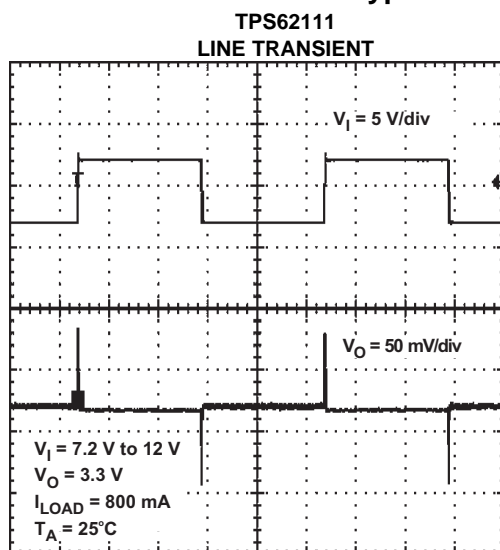 TPS62111
LINE TRANSIENT
V_I = 5 V/div
V_O = 50 mV/div
V_I = 7.2 V to 12 V
V_O = 3.3 V
I_LOAD = 800 mA
T_A = 25°C